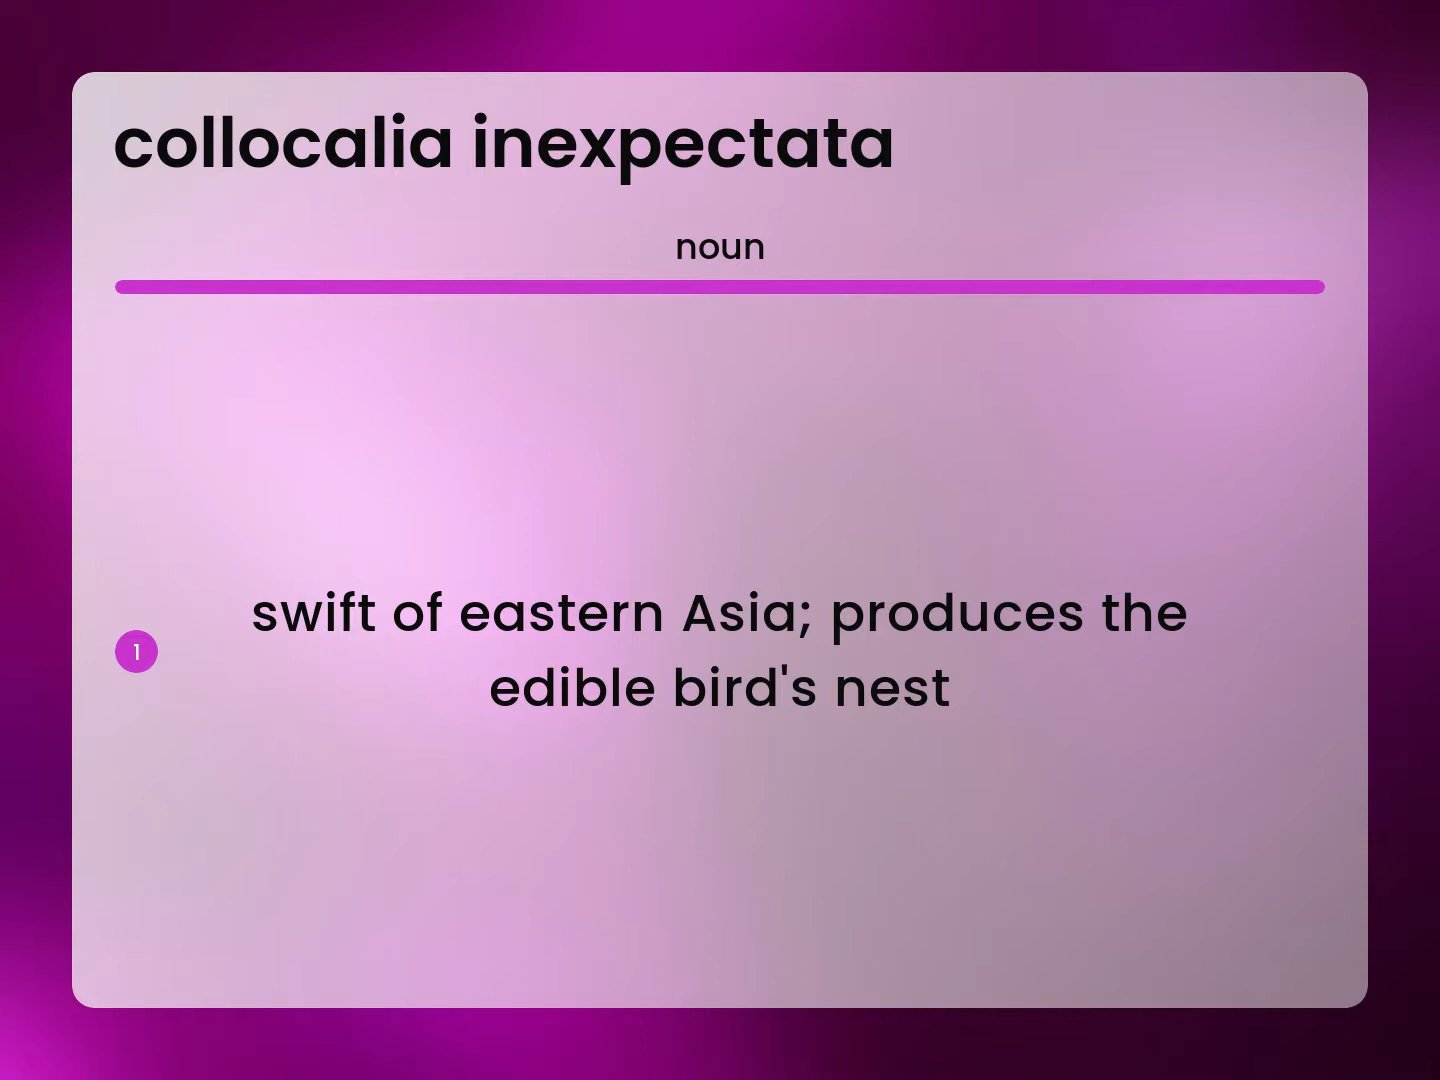 collocalia inexpectata
noun
1
swift of eastern Asia; produces the
edible bird's nest